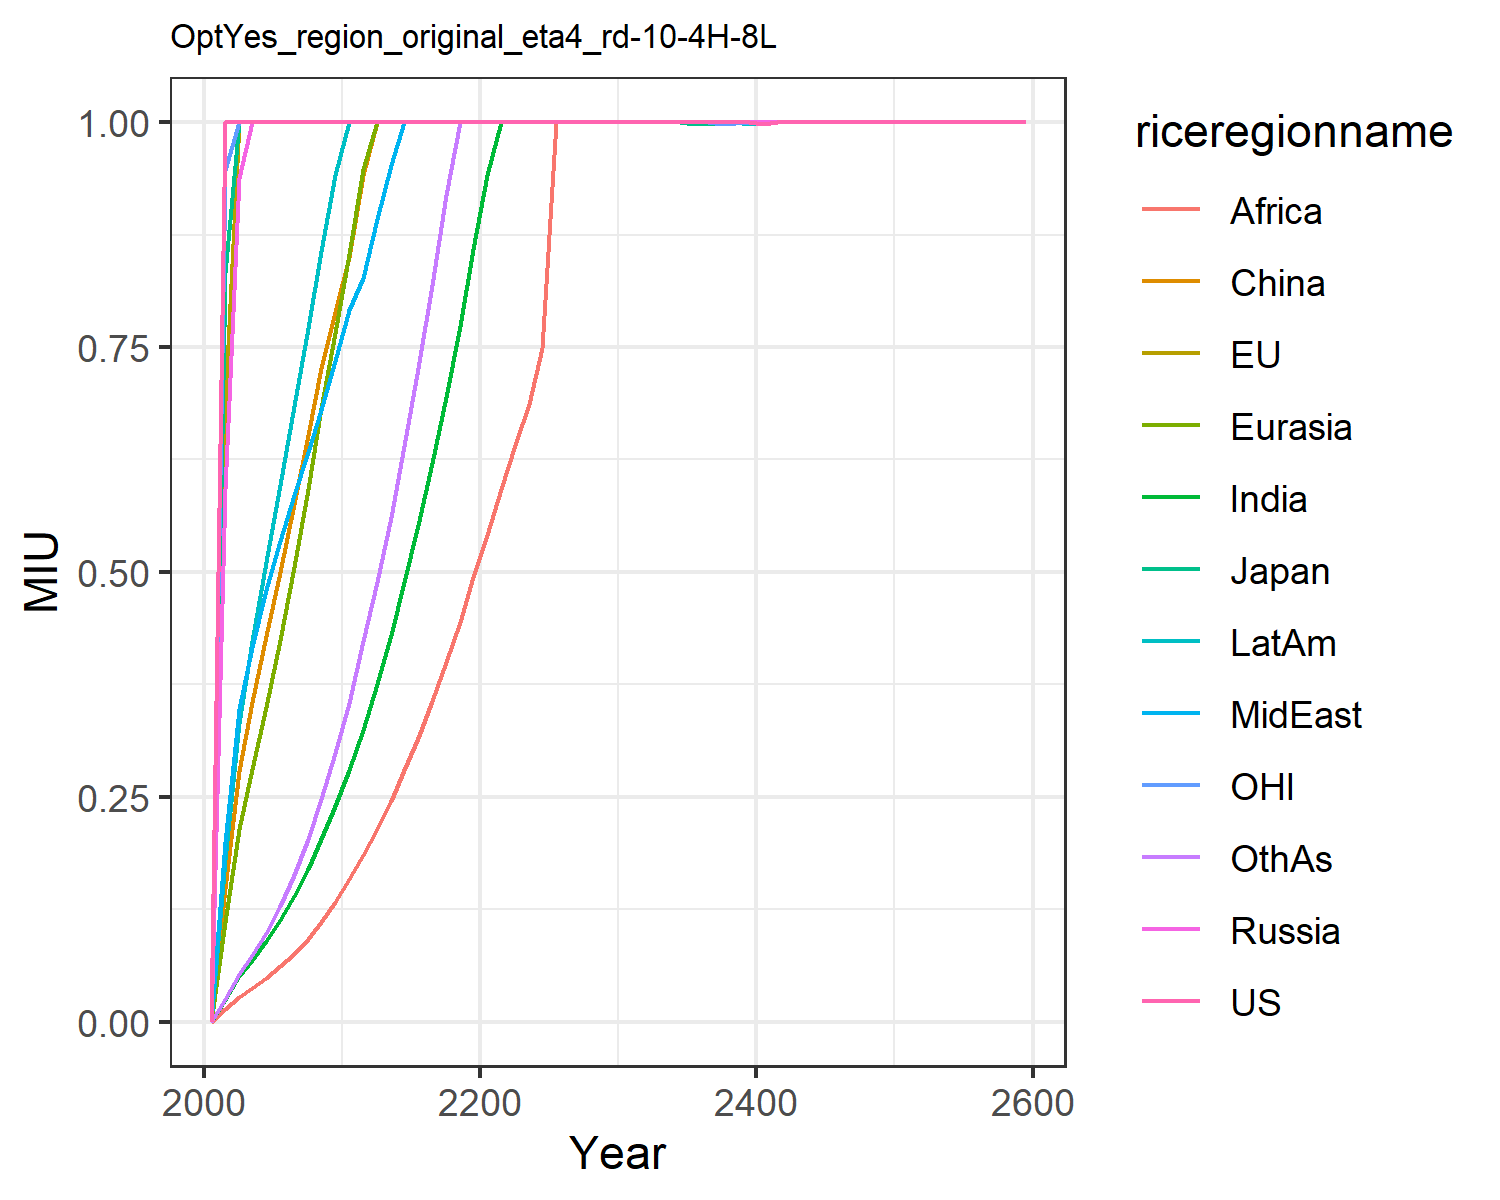 OptYes_region_original_eta4_rd-10-4H-8L
1.00
0.75
0.50
0.25
0.00
MIU
2000
2200
2400
2600
Year
riceregionname
Africa
China
EU
Eurasia
India
Japan
LatAm
MidEast
OHI
OthAs
Russia
US